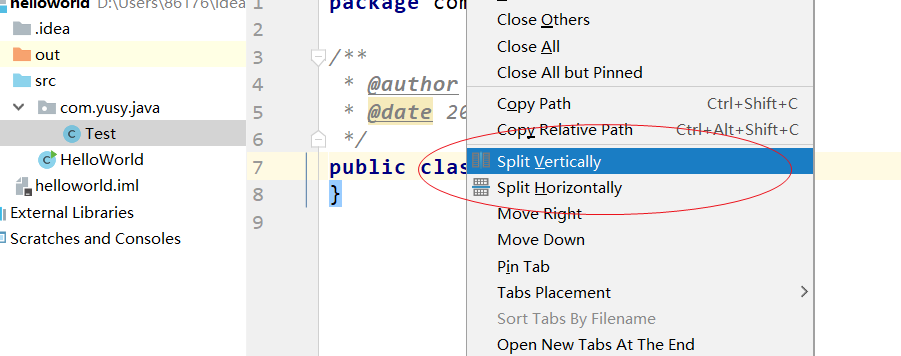 helloworld D:\Users\86176\Idea
.idea
out
src
com.yusy.java
Test
HelloWorld
helloworld.iml
External Libraries
Scratches and Consoles
1
2
3
4
5
6
7
8
9
package com
/**
* @author
* @date 20
*/
public clas
}
Close Others
Close All
Close All but Pinned
Copy Path Ctrl+Shift+C
Copy Relative Path Ctrl+Alt+Shift+C
Split Vertically
Split Horizontally
Move Right
Move Down
Pin Tab
Tabs Placement
Sort Tabs By Filename
Open New Tabs At The End